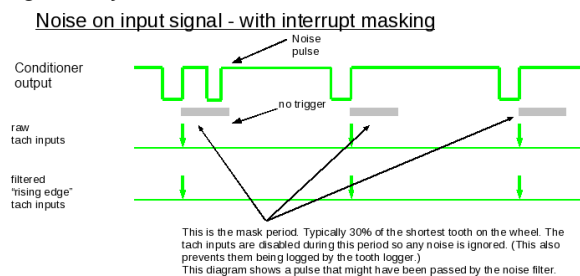 Noise on input signal - with interrupt masking
Noise
pulse
Conditioner
output
no trigger
raw
tach inputs
filtered
"rising edge"
tach inputs
This is the mask period. Typically 30% of the shortest tooth on the wheel. The
tach inputs are disabled during this period so any noise is ignored. (This also
prevents them being logged by the tooth logger.)
This diagram shows a pulse that might have been passed by the noise filter.